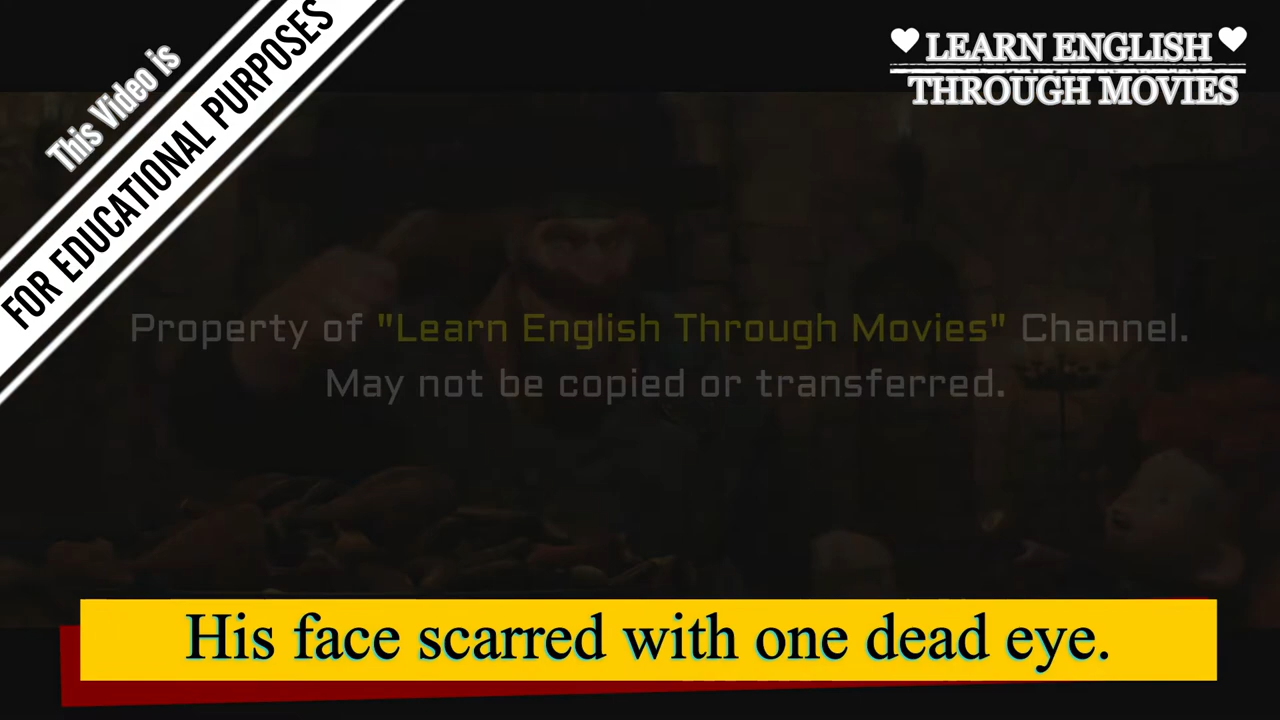 This Video is
FOR EDUCATIONAL PURPOSES
LEARN ENGLISH
THROUGH MOVIES
Property of "Learn English Through Movies" Channel.
May not be copied or transferred.
His face scarred with one dead eye.